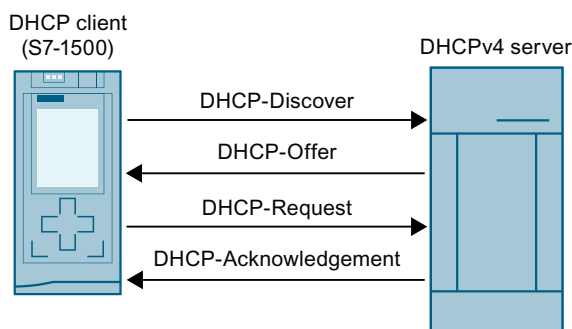 DHCP client
(S7-1500)
DHCPv4 server
DHCP-Discover
DHCP-Offer
DHCP-Request
DHCP-Acknowledgement